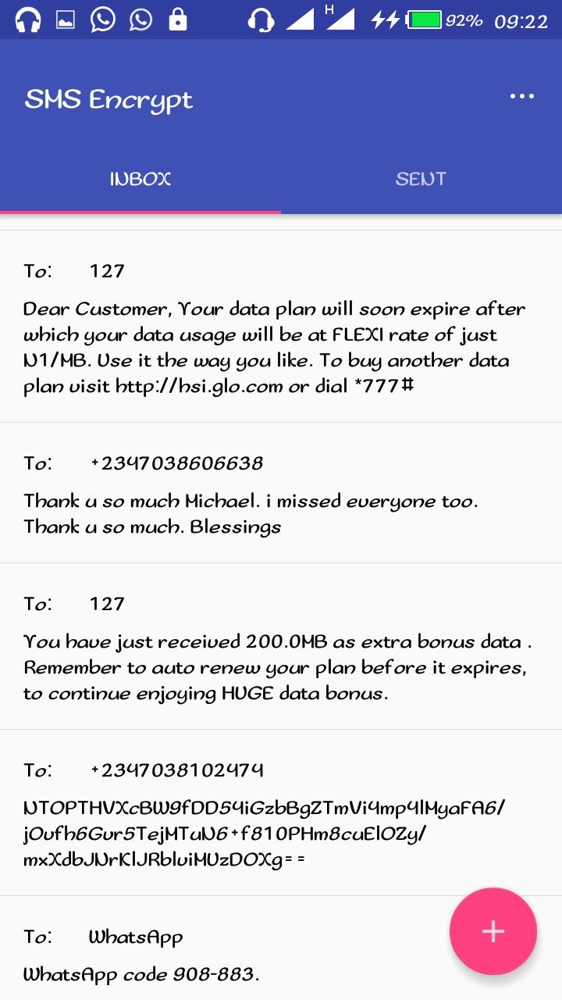 H 92% 09:22
SMS Encrypt
INBOX SENT
To: 127
Dear Customer, Your data plan will soon expire after
which your data usage will be at FLEXI rate of just
N1/MB. Use it the way you like. To buy another data
plan visit http://hsi.glo.com or dial *777#
To: +2347038606638
Thank u so much Michael. i missed everyone too.
Thank u so much. Blessings
To: 127
You have just received 200.0MB as extra bonus data .
Remember to auto renew your plan before it expires,
to continue enjoying HUGE data bonus.
To: +2347038102474
NTOPTHVXcBW9fDD54iGzbBgZTmVi4mp4lMyaFA6/
jOvfh6Gur5TejMTuN6+f810PHm8cuElOZy/
mxXdbJNrKlJRblviMUzDOXg==
To: WhatsApp
WhatsApp code 908-883.